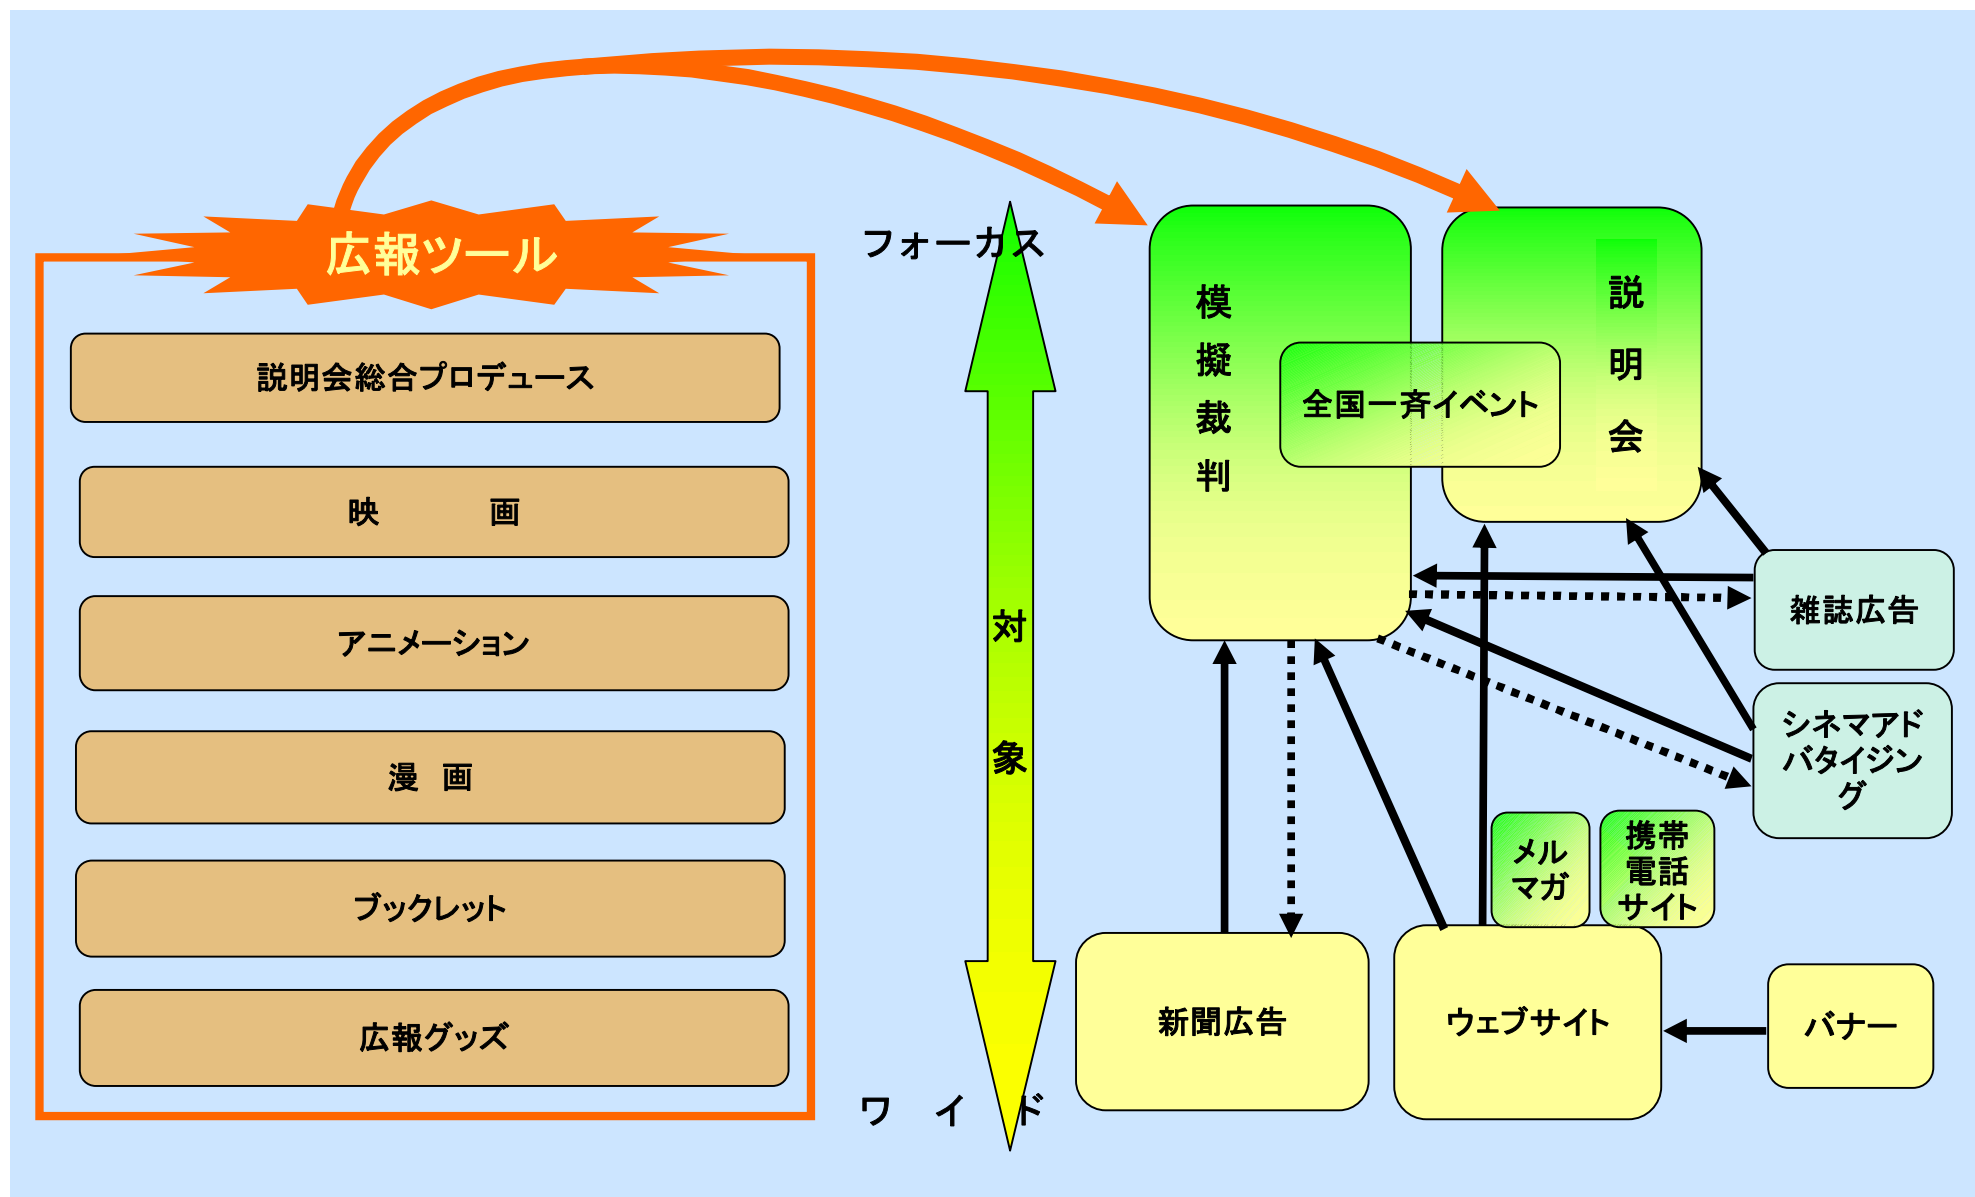 広報ツール
説明会総合プロデュース
映　　　画
アニメーション
漫　画
ブックレット
広報グッズ
フォーカス
対
象
ワ　イ　ド
模
擬
裁
判
説
明
会
全国一斉イベント
雑誌広告
シネマアド
バタイジン
グ
メル
マガ
携帯
電話
サイト
新聞広告
ウェブサイト
バナー